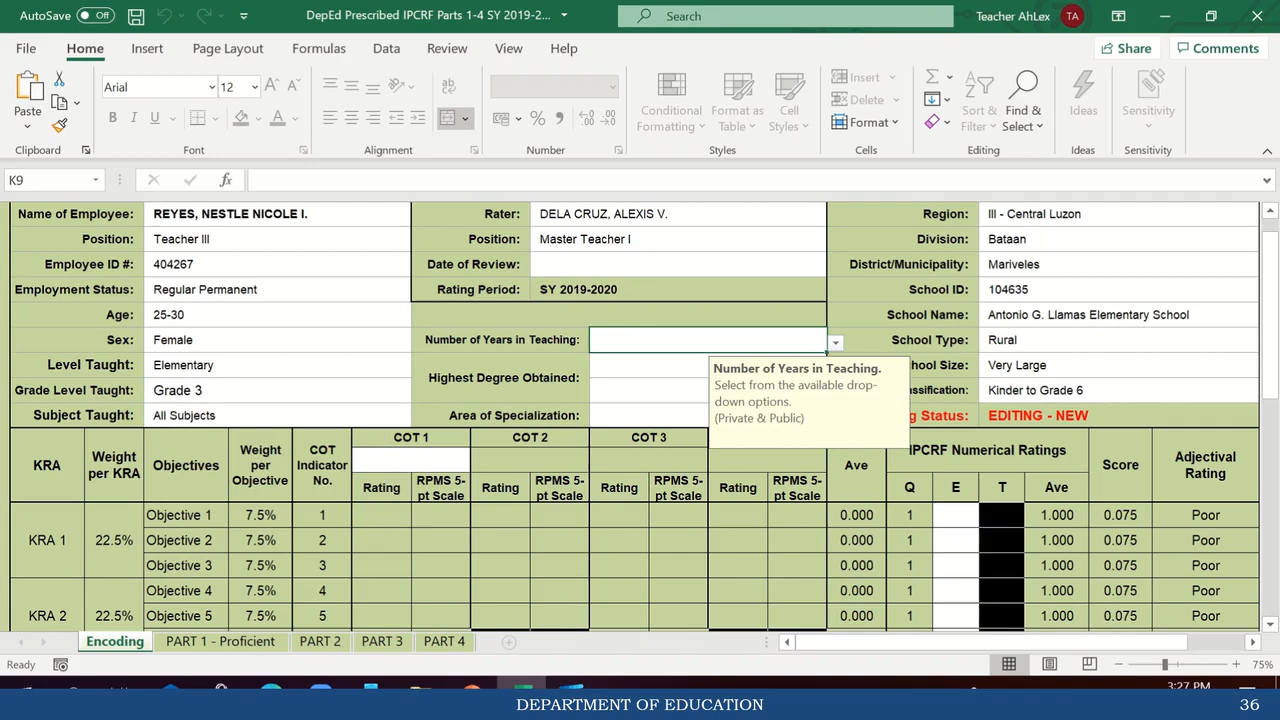 AutoSave Off DepEd Prescribed IPCRF Parts 1-4 SY 2019-2... Search Teacher AhLex TA
File Home Insert Page Layout Formulas Data Review View Help Share Comments
Paste
Arial 12
Conditional Formatting
Format as Table
Cell Styles
Insert
Delete
Format
Sort & Filter
Find & Select
Ideas
Sensitivity
Clipboard Font Alignment Number Styles Cells Editing Ideas Sensitivity
K9 fx
Name of Employee: REYES, NESTLE NICOLE I. Rater: DELA CRUZ, ALEXIS V. Region: III - Central Luzon
Position: Teacher III Position: Master Teacher I Division: Bataan
Employee ID #: 404267 Date of Review: District/Municipality: Mariveles
Employment Status: Regular Permanent Rating Period: SY 2019-2020 School ID: 104635
Age: 25-30 School Name: Antonio G. Llamas Elementary School
Sex: Female Number of Years in Teaching: School Type: Rural
Level Taught: Elementary Highest Degree Obtained: hool Size: Very Large
Grade Level Taught: Grade 3 assification: Kinder to Grade 6
Subject Taught: All Subjects Area of Specialization: g Status: EDITING - NEW
Number of Years in Teaching.
Select from the available drop-
down options.
(Private & Public)
KRA Weight per KRA Objectives Weight per Objective COT Indicator No. COT 1 COT 2 COT 3 Ave IPCRF Numerical Ratings Score Adjectival Rating
Rating RPMS 5-pt Scale Rating RPMS 5-pt Scale Rating RPMS 5-pt Scale Rating RPMS 5-pt Scale Q E T Ave
KRA 1 22.5%
Objective 1 7.5% 1 0.000 1 1.000 0.075 Poor
Objective 2 7.5% 2 0.000 1 1.000 0.075 Poor
Objective 3 7.5% 3 0.000 1 1.000 0.075 Poor
Objective 4 7.5% 4 0.000 1 1.000 0.075 Poor
KRA 2 22.5% Objective 5 7.5% 5 0.000 1 1.000 0.075 Poor
Encoding PART 1 - Proficient PART 2 PART 3 PART 4
Ready 75%
3:27 PM
DEPARTMENT OF EDUCATION 36